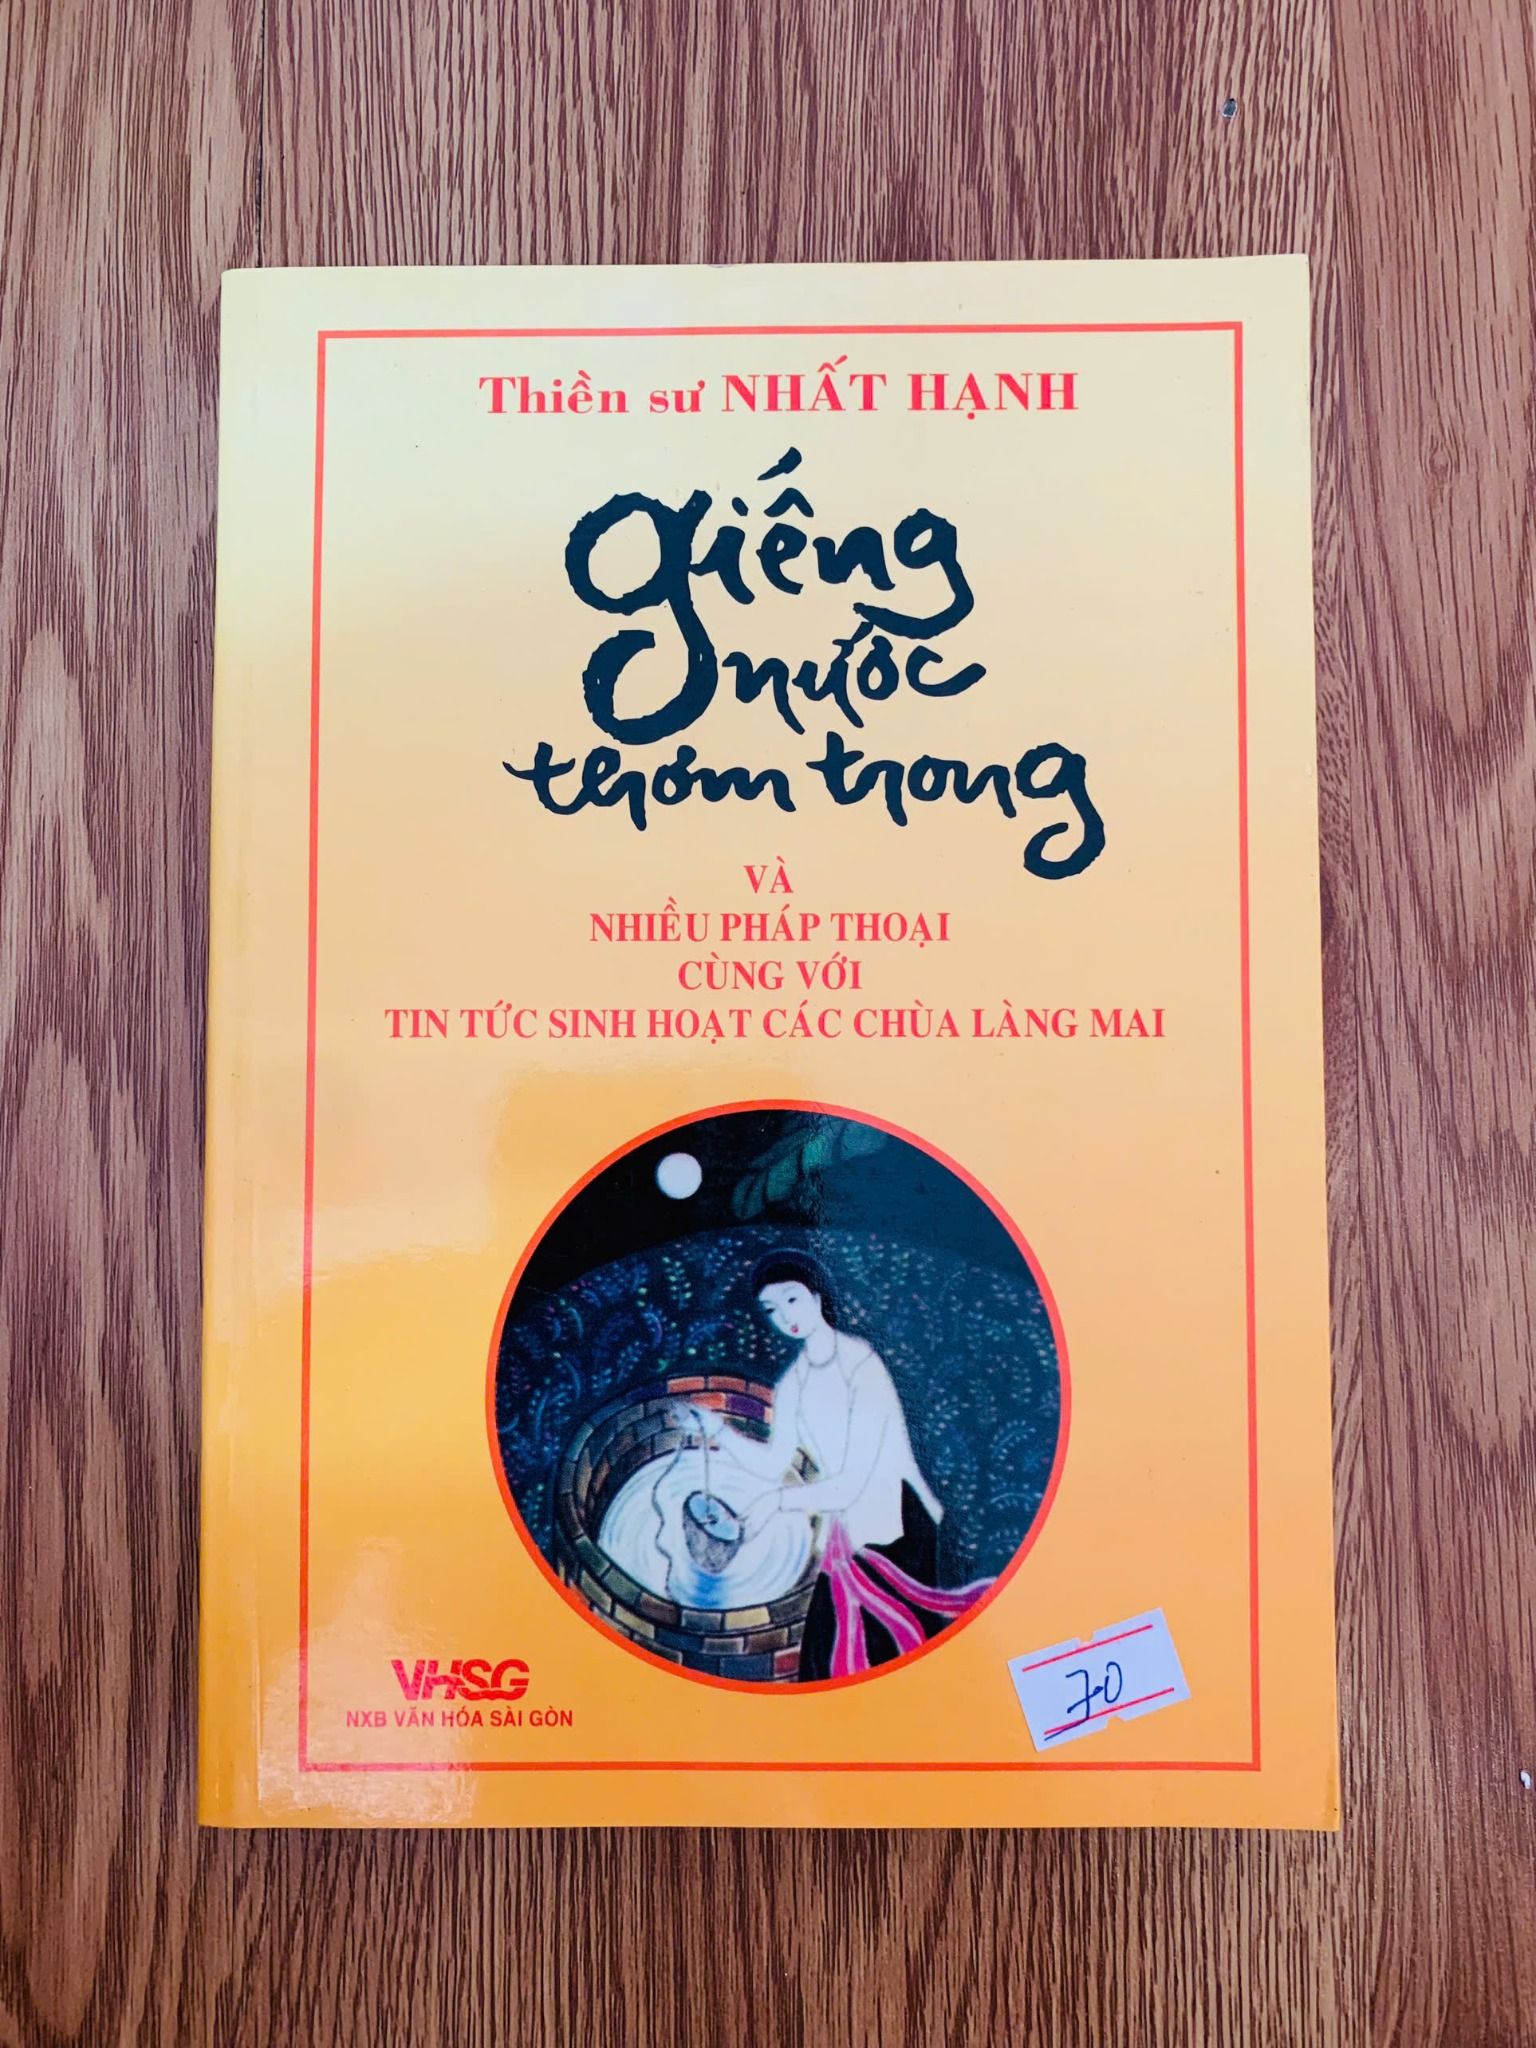 Thiền sư NHẤT HẠNH
giếng
nước
thơm trong
VÀ
NHIỀU PHÁP THOẠI
CÙNG VỚI
TIN TỨC SINH HOẠT CÁC CHÙA LÀNG MAI
VHSG
NXB VĂN HÓA SÀI GÒN
70